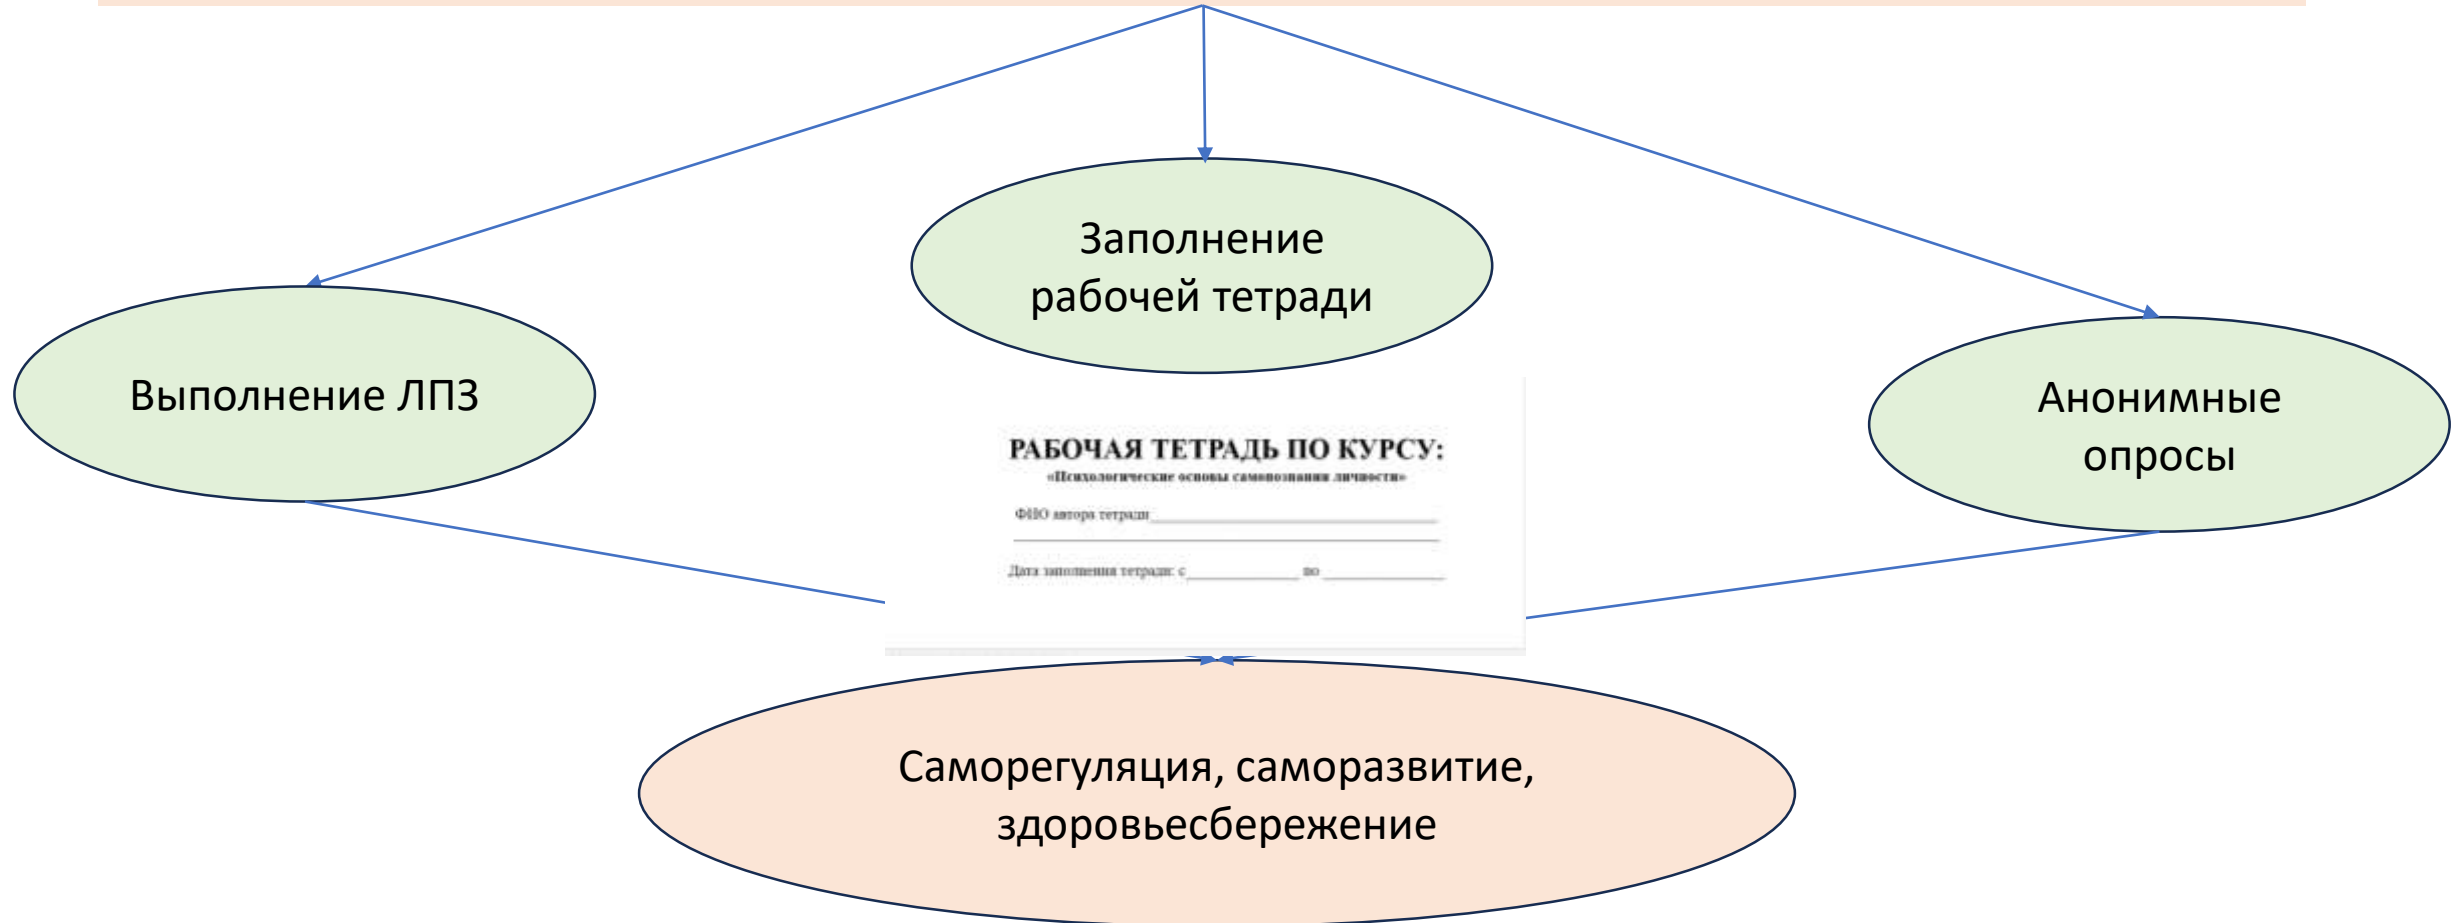 Заполнение
рабочей тетради
Выполнение ЛПЗ
Анонимные
опросы
РАБОЧАЯ ТЕТРАДЬ ПО КУРСУ:
«Психологические основы самопознания личности»
ФИО автора тетради
Дата заполнения тетради: с по
Саморегуляция, саморазвитие,
здоровьесбережение